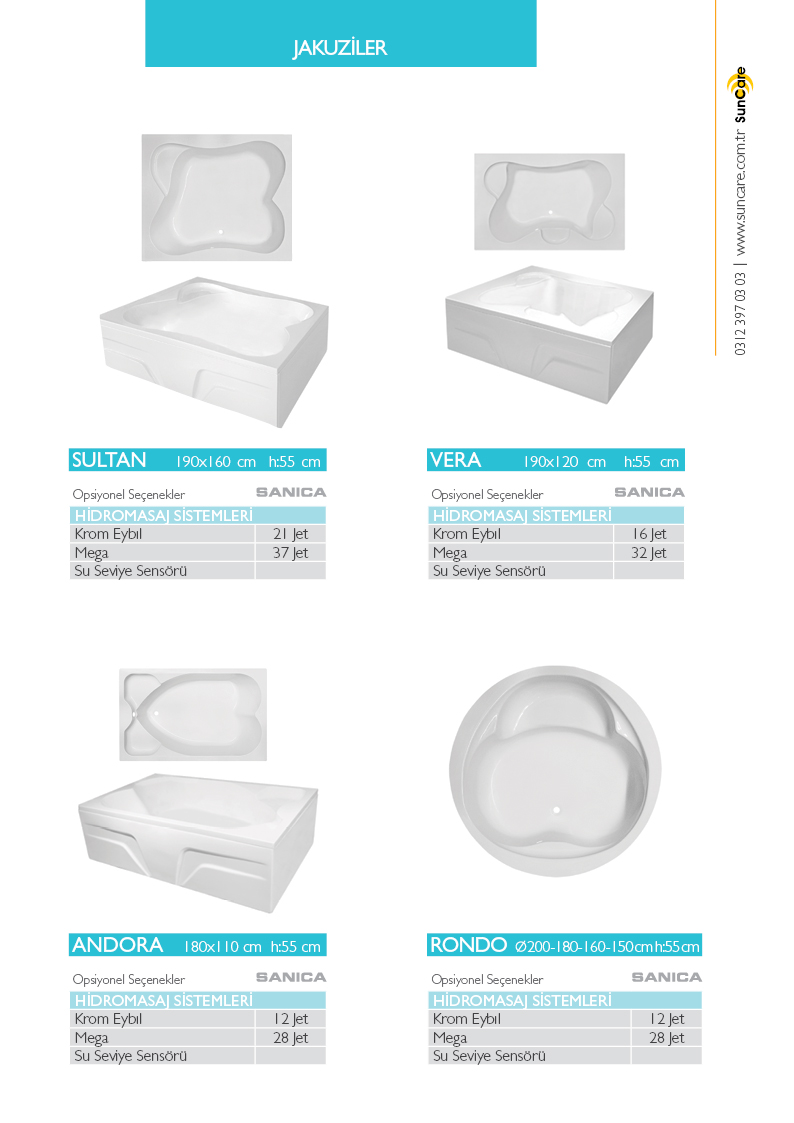 JAKUZİLER
0312 397 03 03 | www.suncare.com.tr SunCare
SULTAN 190x160 cm h:55 cm
Opsiyonel Seçenekler SANICA
HİDROMASAJ SİSTEMLERİ
Krom Eybıl 21 Jet
Mega 37 Jet
Su Seviye Sensörü
VERA 190x120 cm h:55 cm
Opsiyonel Seçenekler SANICA
HİDROMASAJ SİSTEMLERİ
Krom Eybıl 16 Jet
Mega 32 Jet
Su Seviye Sensörü
ANDORA 180x110 cm h:55 cm
Opsiyonel Seçenekler SANICA
HİDROMASAJ SİSTEMLERİ
Krom Eybıl 12 Jet
Mega 28 Jet
Su Seviye Sensörü
RONDO Ø200-180-160-150cm h:55cm
Opsiyonel Seçenekler SANICA
HİDROMASAJ SİSTEMLERİ
Krom Eybıl 12 Jet
Mega 28 Jet
Su Seviye Sensörü